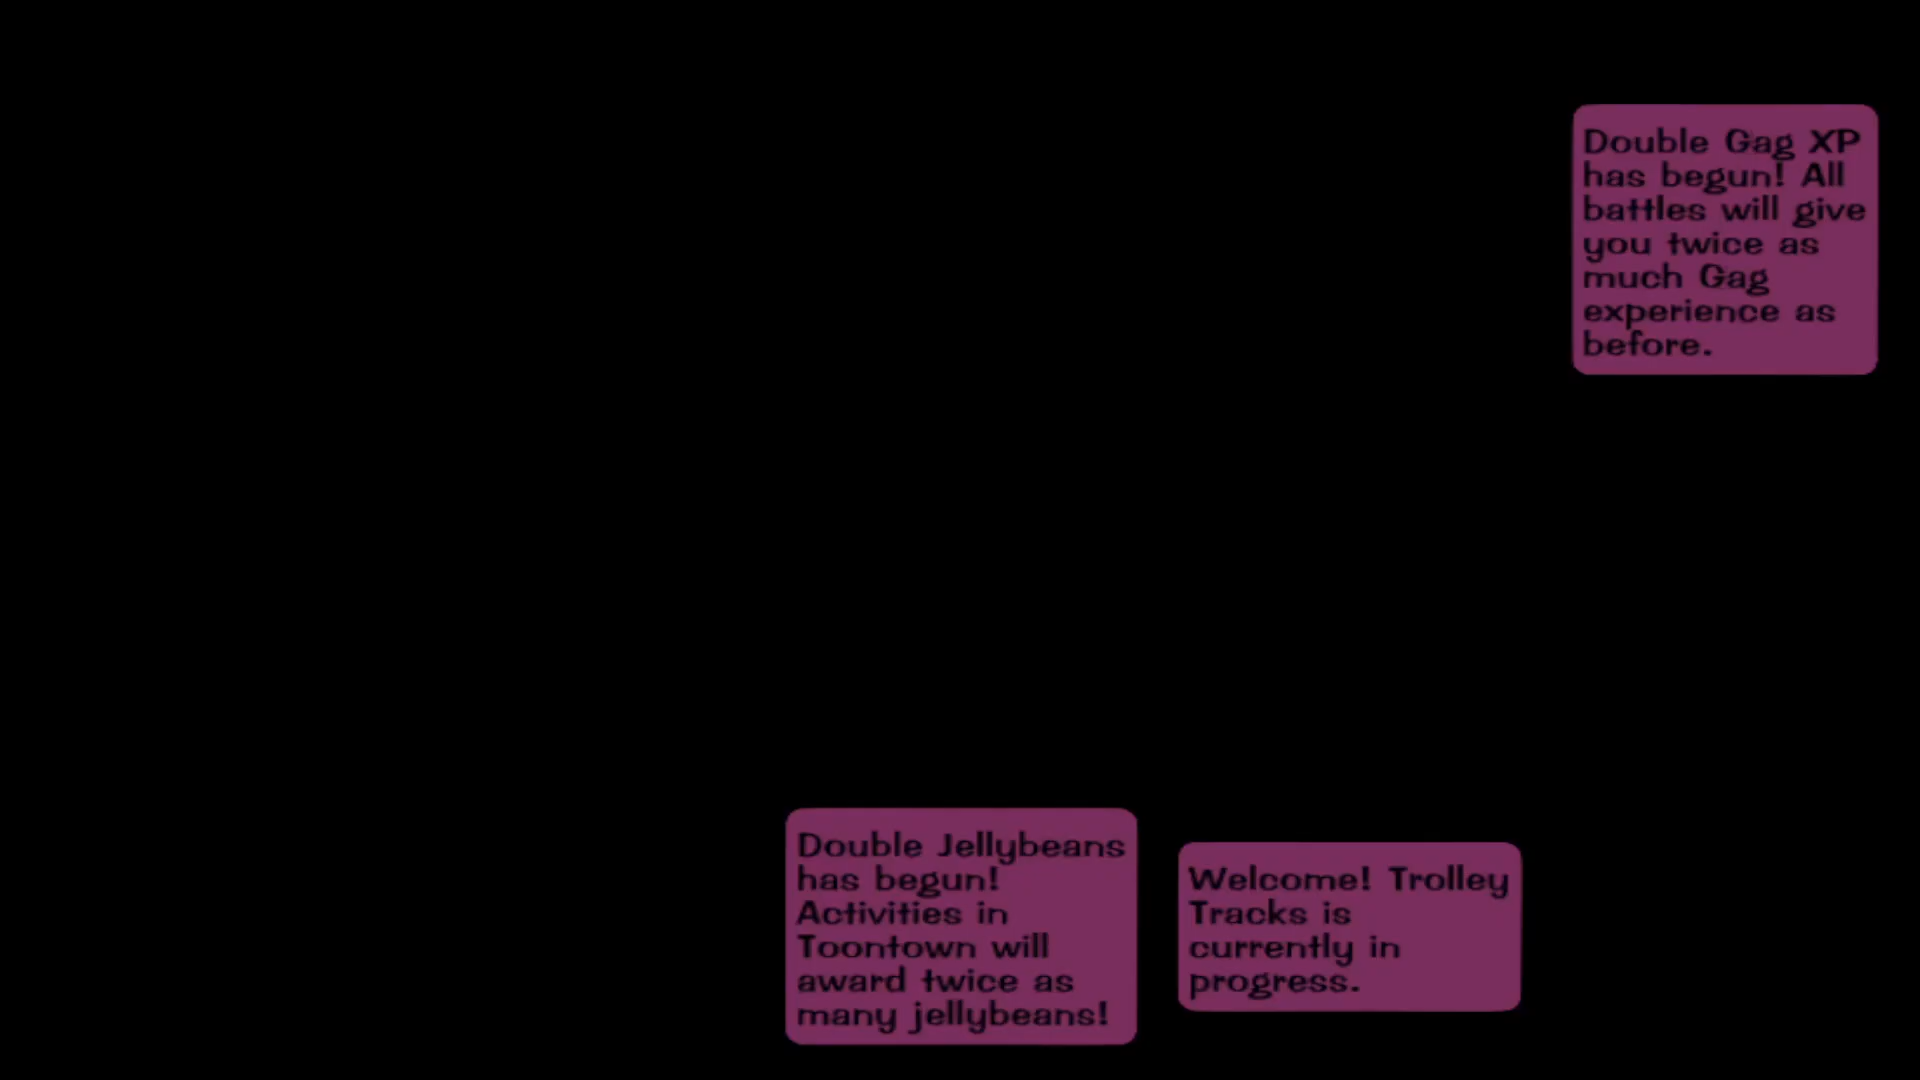 Double Gag XP
has begun! All
battles will give
you twice as
much Gag
experience as
before.
Double Jellybeans
has begun!
Activities in
Toontown will
award twice as
many jellybeans!
Welcome! Trolley
Tracks is
currently in
progress.